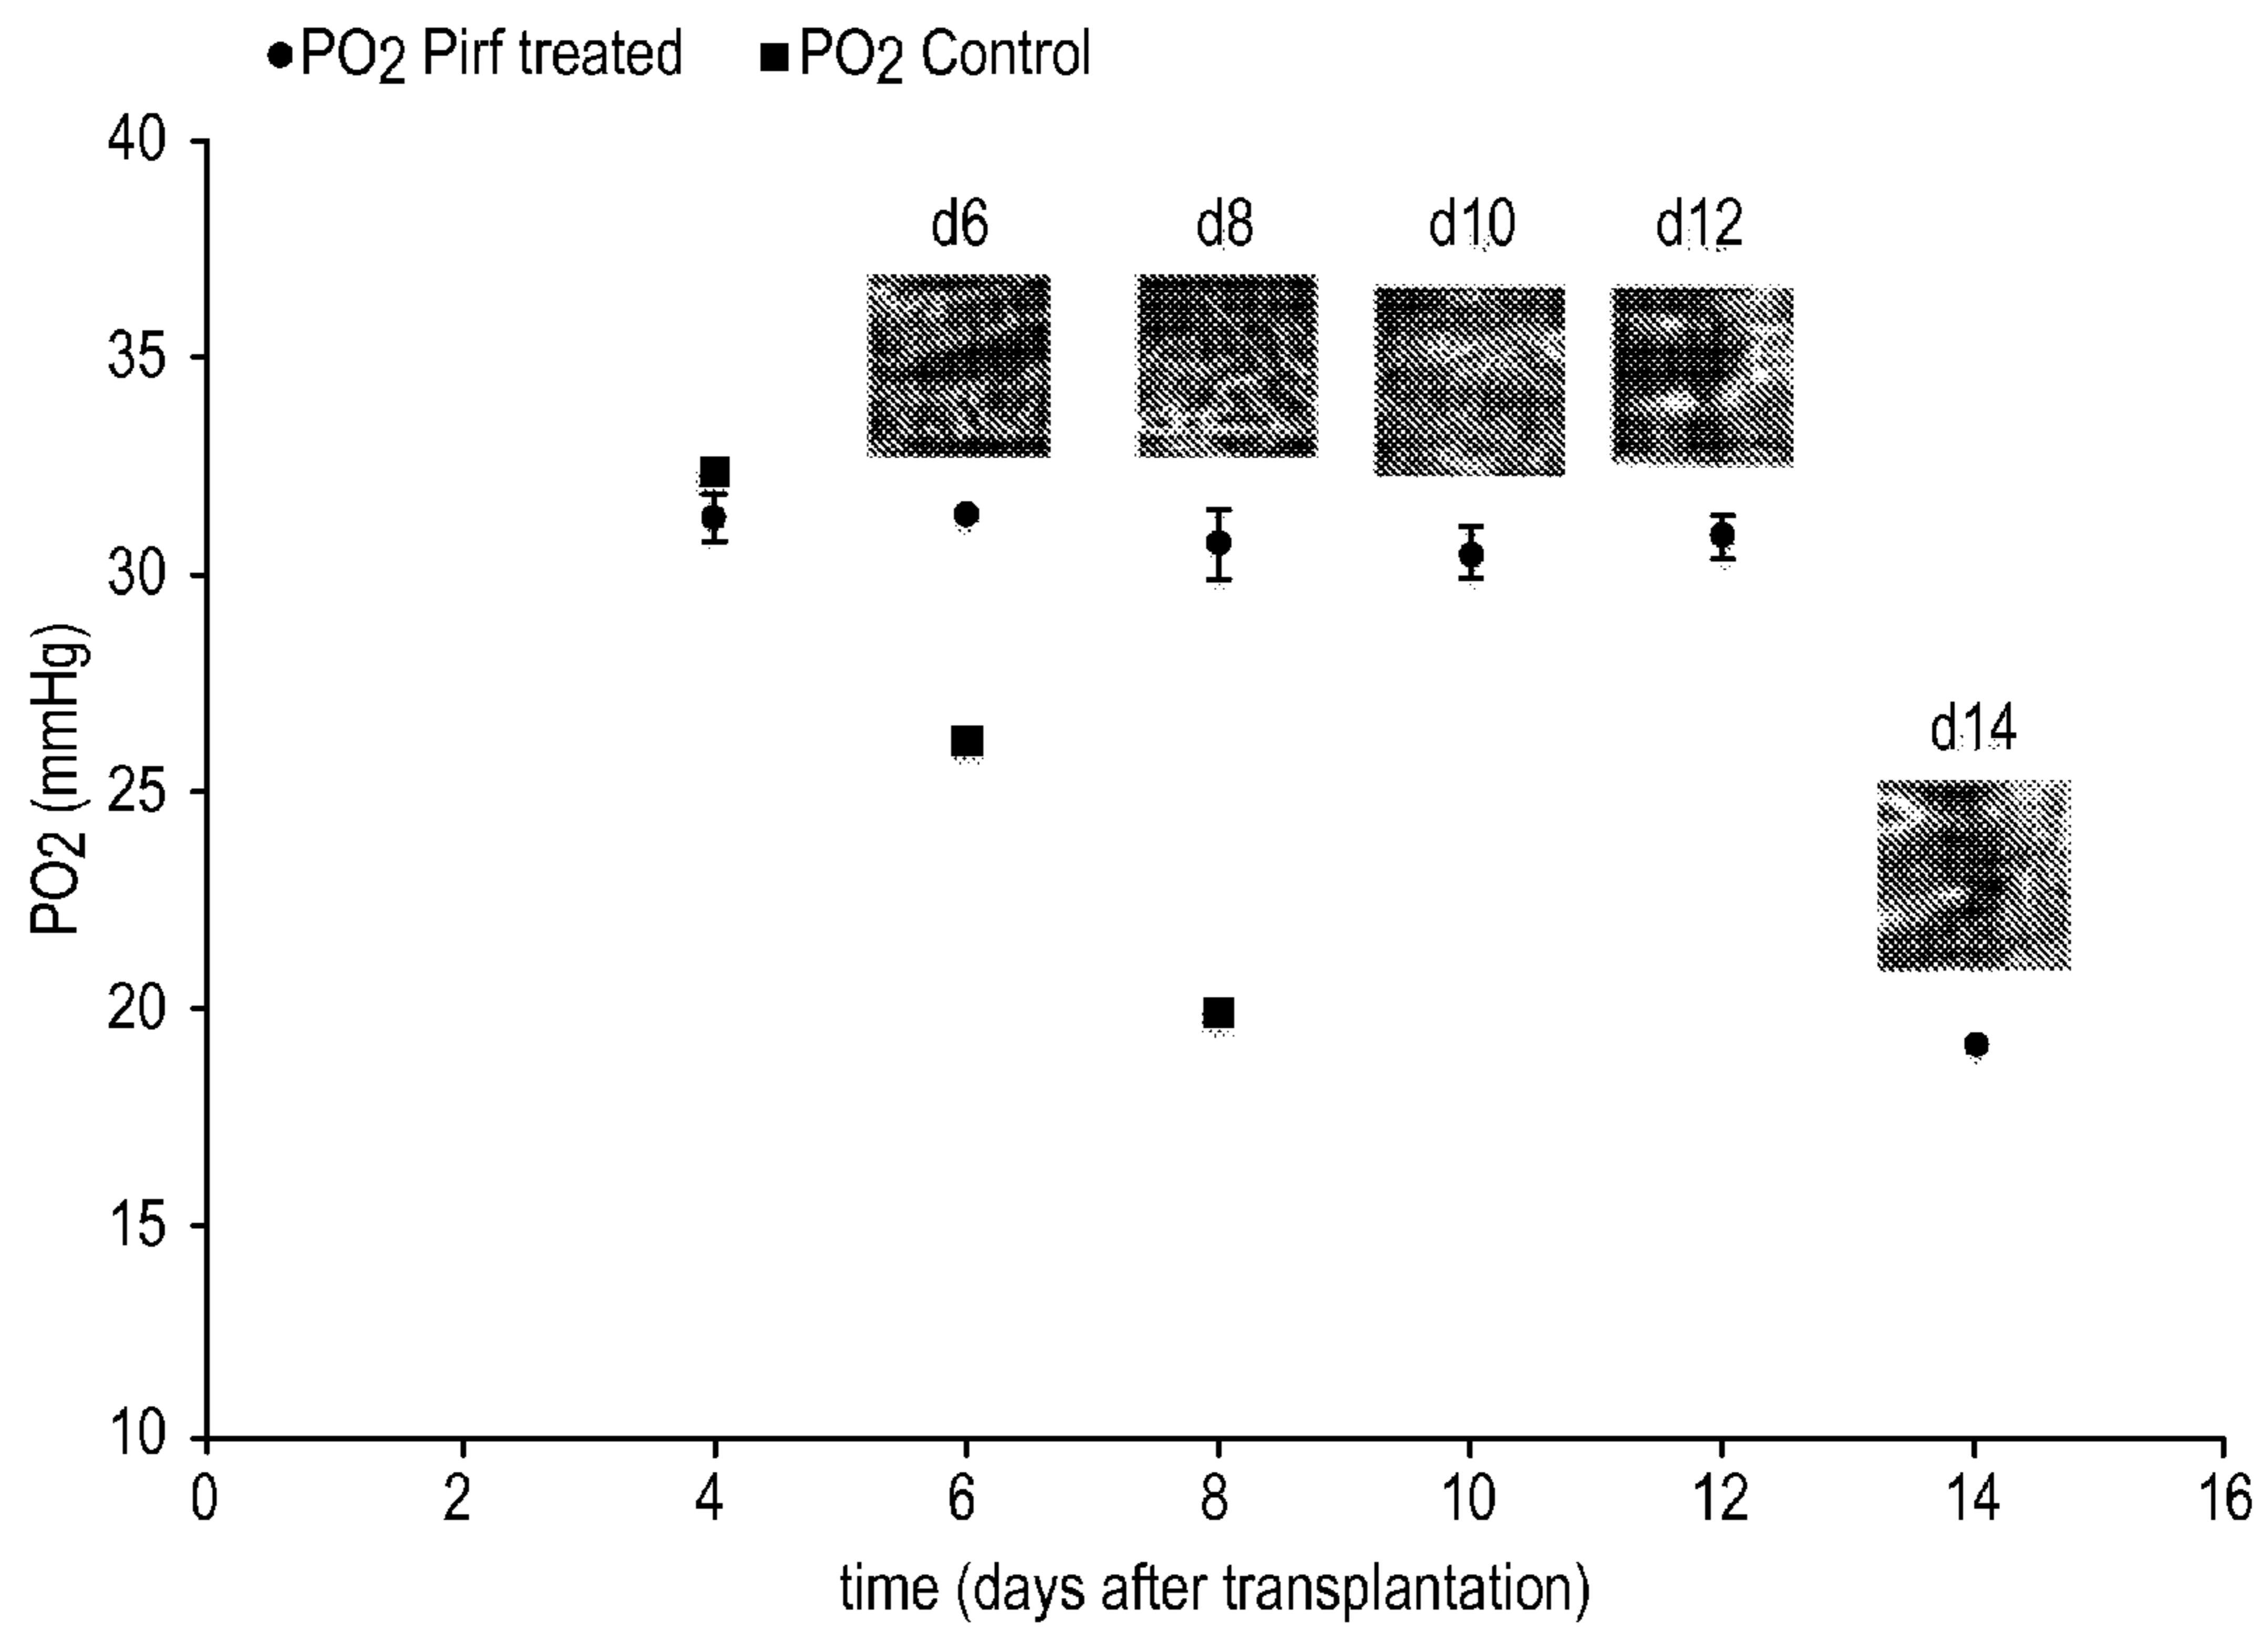 PO2 Pirf treated PO2 Control
40
d6 d8 d10 d12
35
30
PO2 (mmHg)
d14
25
20
15
10
0 2 4 6 8 10 12 14 16
time (days after transplantation)